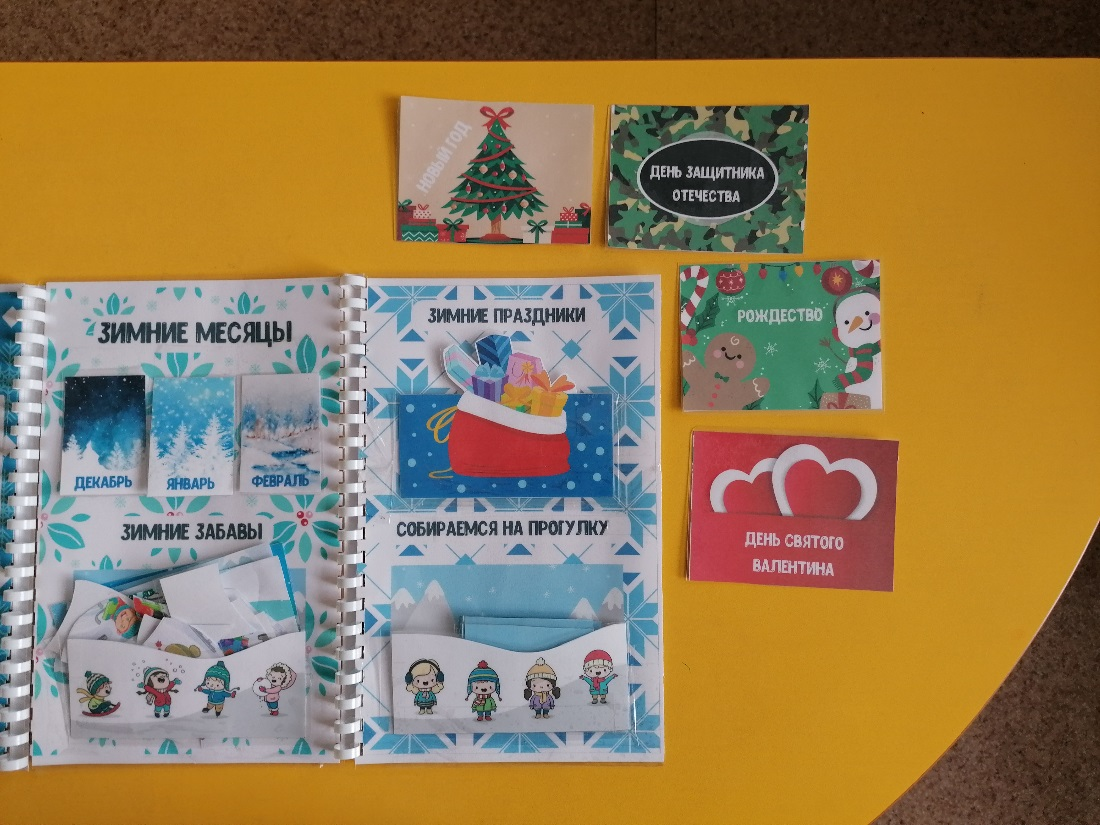 НОВЫЙ ГОД
ДЕНЬ ЗАЩИТНИКА
ОТЕЧЕСТВА
РОЖДЕСТВО
ДЕНЬ СВЯТОГО
ВАЛЕНТИНА
ЗИМНИЕ МЕСЯЦЫ
ДЕКАБРЬ
ЯНВАРЬ
ФЕВРАЛЬ
ЗИМНИЕ ЗАБАВЫ
ЗИМНИЕ ПРАЗДНИКИ
СОБИРАЕМСЯ НА ПРОГУЛКУ